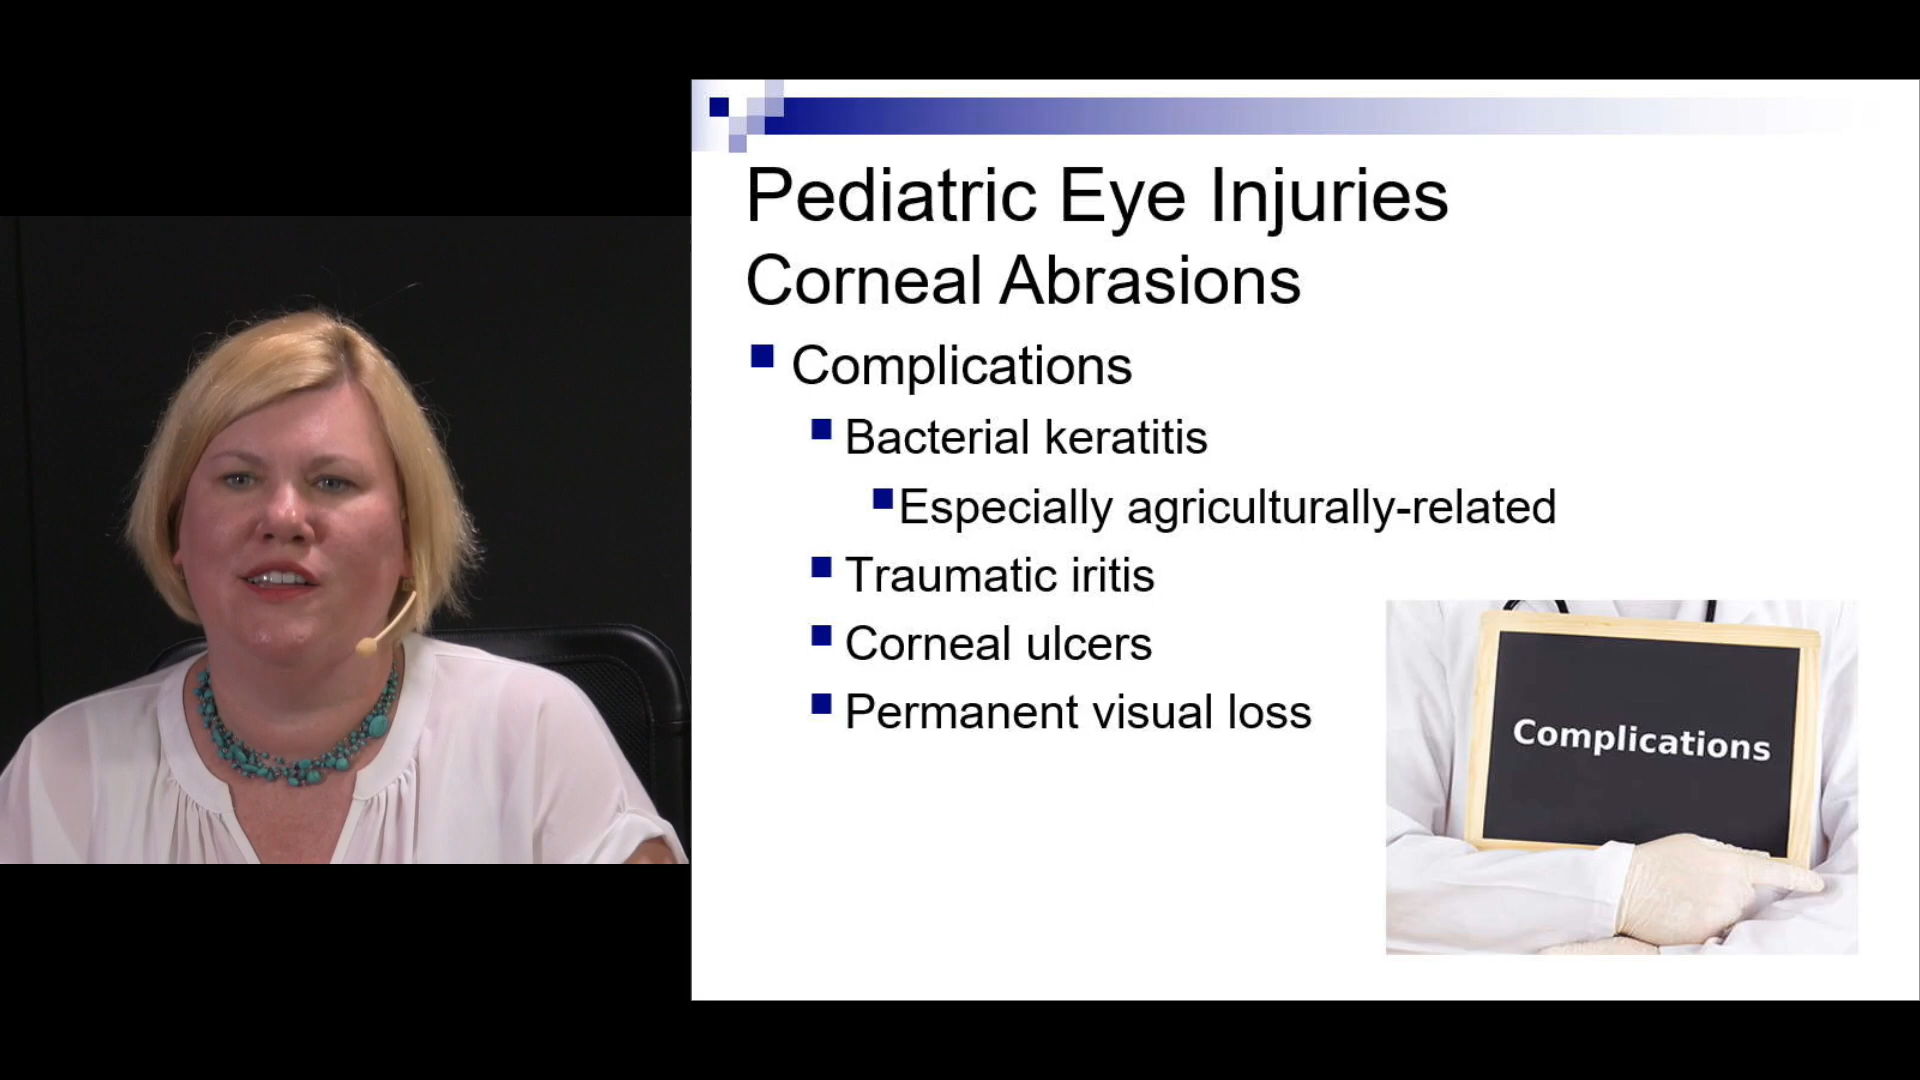 Pediatric Eye Injuries
Corneal Abrasions
Complications
Bacterial keratitis
Especially agriculturally-related
Traumatic iritis
Corneal ulcers
Permanent visual loss
Complications